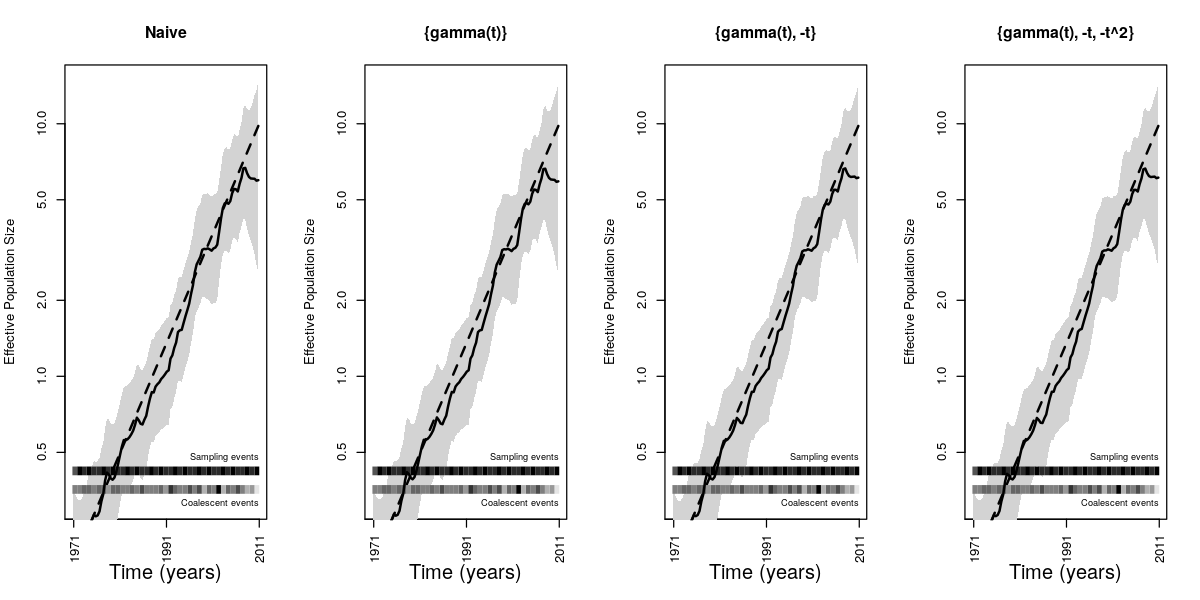 Naive
{gamma(t)}
{gamma(t), -t}
{gamma(t), -t, -t^2}
Effective Population Size
10.0
5.0
2.0
1.0
0.5
Sampling events
Coalescent events
1971
1991
2011
Time (years)
Effective Population Size
10.0
5.0
2.0
1.0
0.5
Sampling events
Coalescent events
1971
1991
2011
Time (years)
Effective Population Size
10.0
5.0
2.0
1.0
0.5
Sampling events
Coalescent events
1971
1991
2011
Time (years)
Effective Population Size
10.0
5.0
2.0
1.0
0.5
Sampling events
Coalescent events
1971
1991
2011
Time (years)